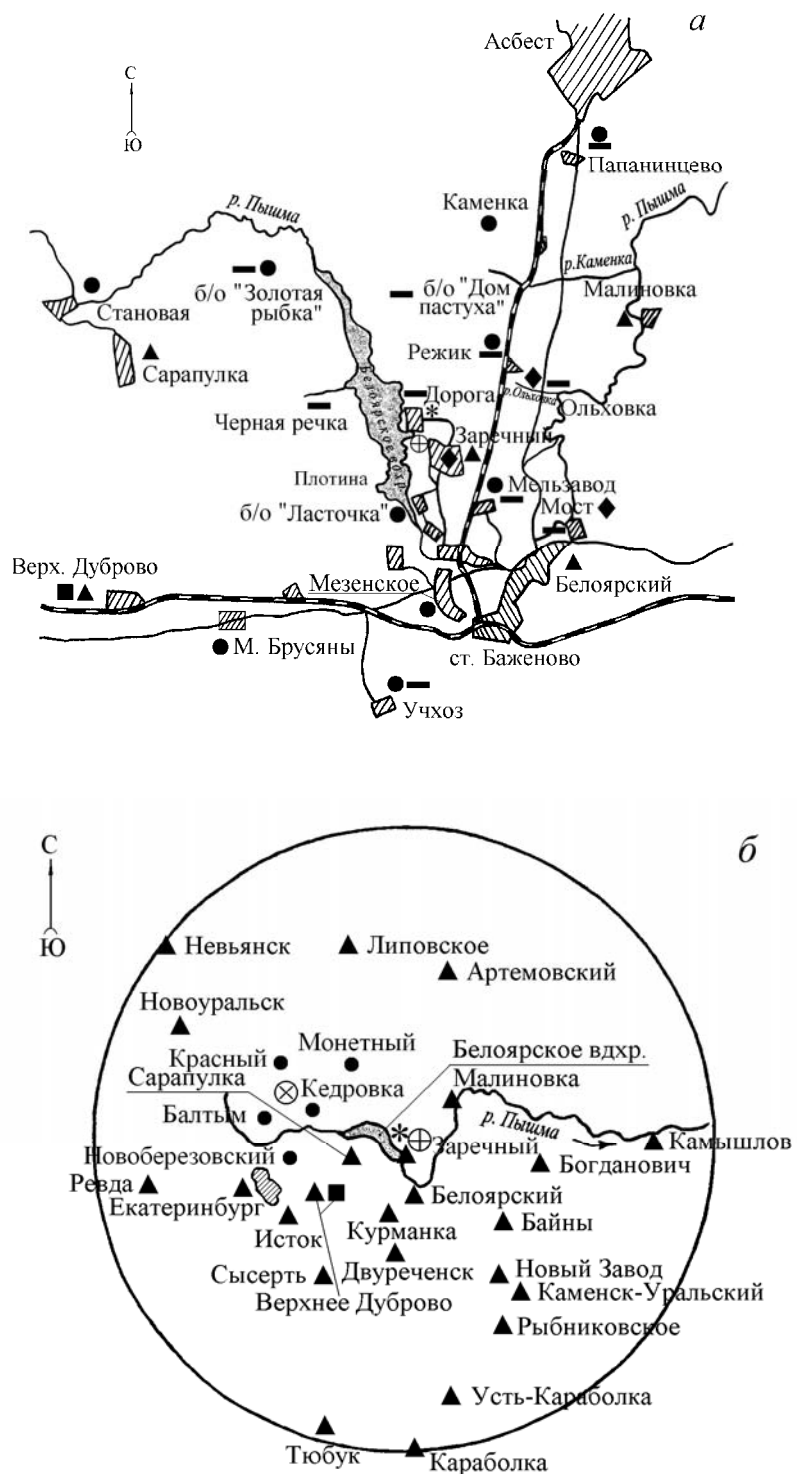 Асбест
а
С
Ю
Папанинцево
р. Пышма
Каменка
р. Пышма
р.Каменка
Становая
б/о "Золотая
рыбка"
б/о "Дом
пастуха"
Малиновка
Сарапулка
Режик
Белоярское вдхр.
Дорога
р.Ольховка
Ольховка
Черная речка
*
Заречный
Плотина
Мельзавод
б/о "Ласточка"
Мост
Верх. Дуброво
Мезенское
Белоярский
М. Брусяны
ст. Баженово
Учхоз
б
С
Ю
Невьянск
Липовское
Артемовский
Новоуральск
Монетный
Белоярское вдхр.
Красный
Сарапулка
Кедровка
Малиновка
Балтым
р. Пышма
*
Заречный
Камышлов
Новоберезовский
Богданович
Ревда
Белоярский
Екатеринбург
Байны
Исток
Курманка
Сысерть
Двуреченск
Новый Завод
Верхнее Дуброво
Каменск-Уральский
Рыбниковское
Усть-Караболка
Тюбук
Караболка